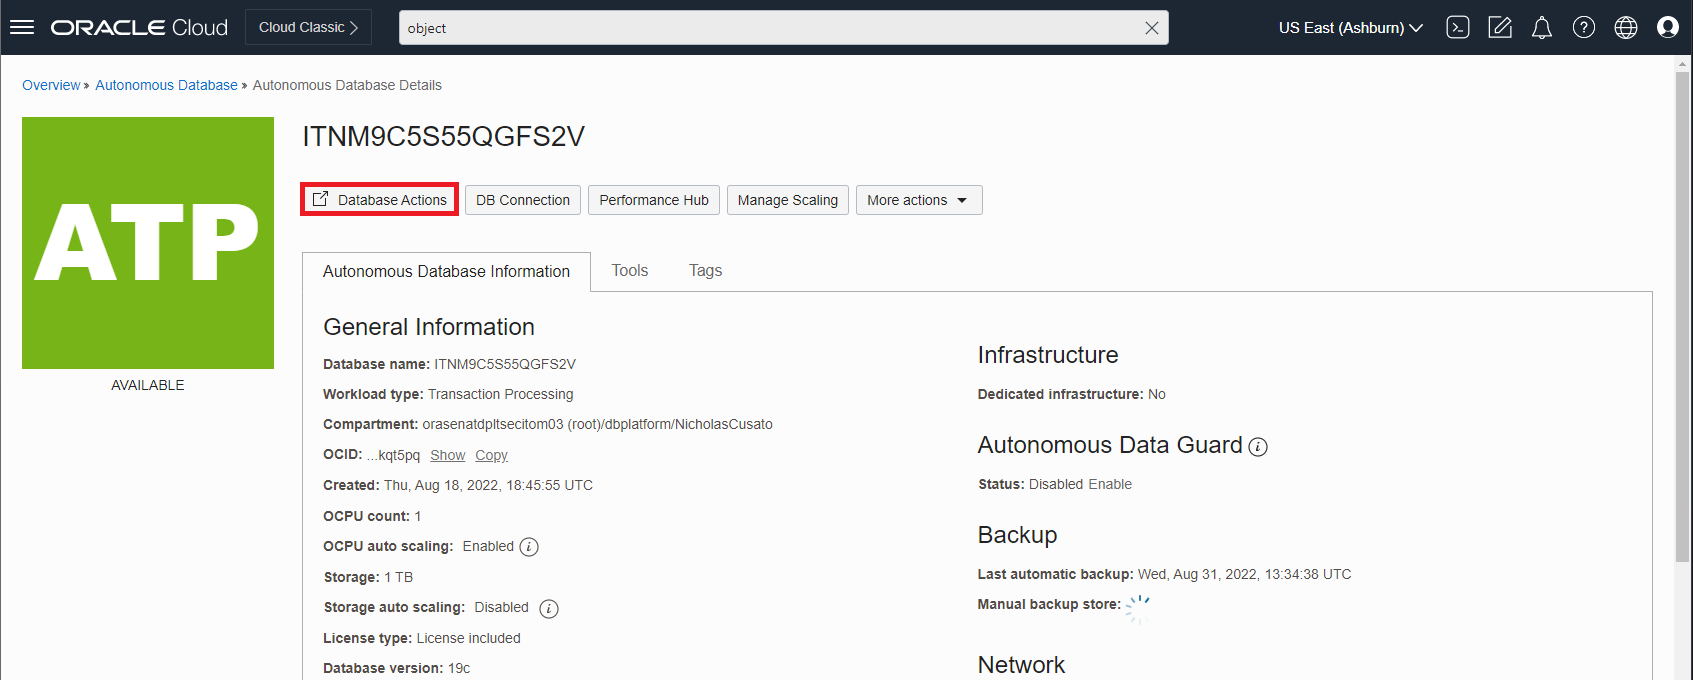 ORACLE Cloud Cloud Classic object US East (Ashburn)
Overview » Autonomous Database » Autonomous Database Details
ATP
AVAILABLE
ITNM9C5S55QGFS2V
Database Actions DB Connection Performance Hub Manage Scaling More actions
Autonomous Database Information Tools Tags
General Information
Database name: ITNM9C5S55QGFS2V
Workload type: Transaction Processing
Compartment: orasenatdpltsecitom03 (root)/dbplatform/NicholasCusato
OCID: ...kqt5pq Show Copy
Created: Thu, Aug 18, 2022, 18:45:55 UTC
OCPU count: 1
OCPU auto scaling: Enabled
Storage: 1 TB
Storage auto scaling: Disabled
License type: License included
Database version: 19c
Infrastructure
Dedicated infrastructure: No
Autonomous Data Guard
Status: Disabled Enable
Backup
Last automatic backup: Wed, Aug 31, 2022, 13:34:38 UTC
Manual backup store:
Network